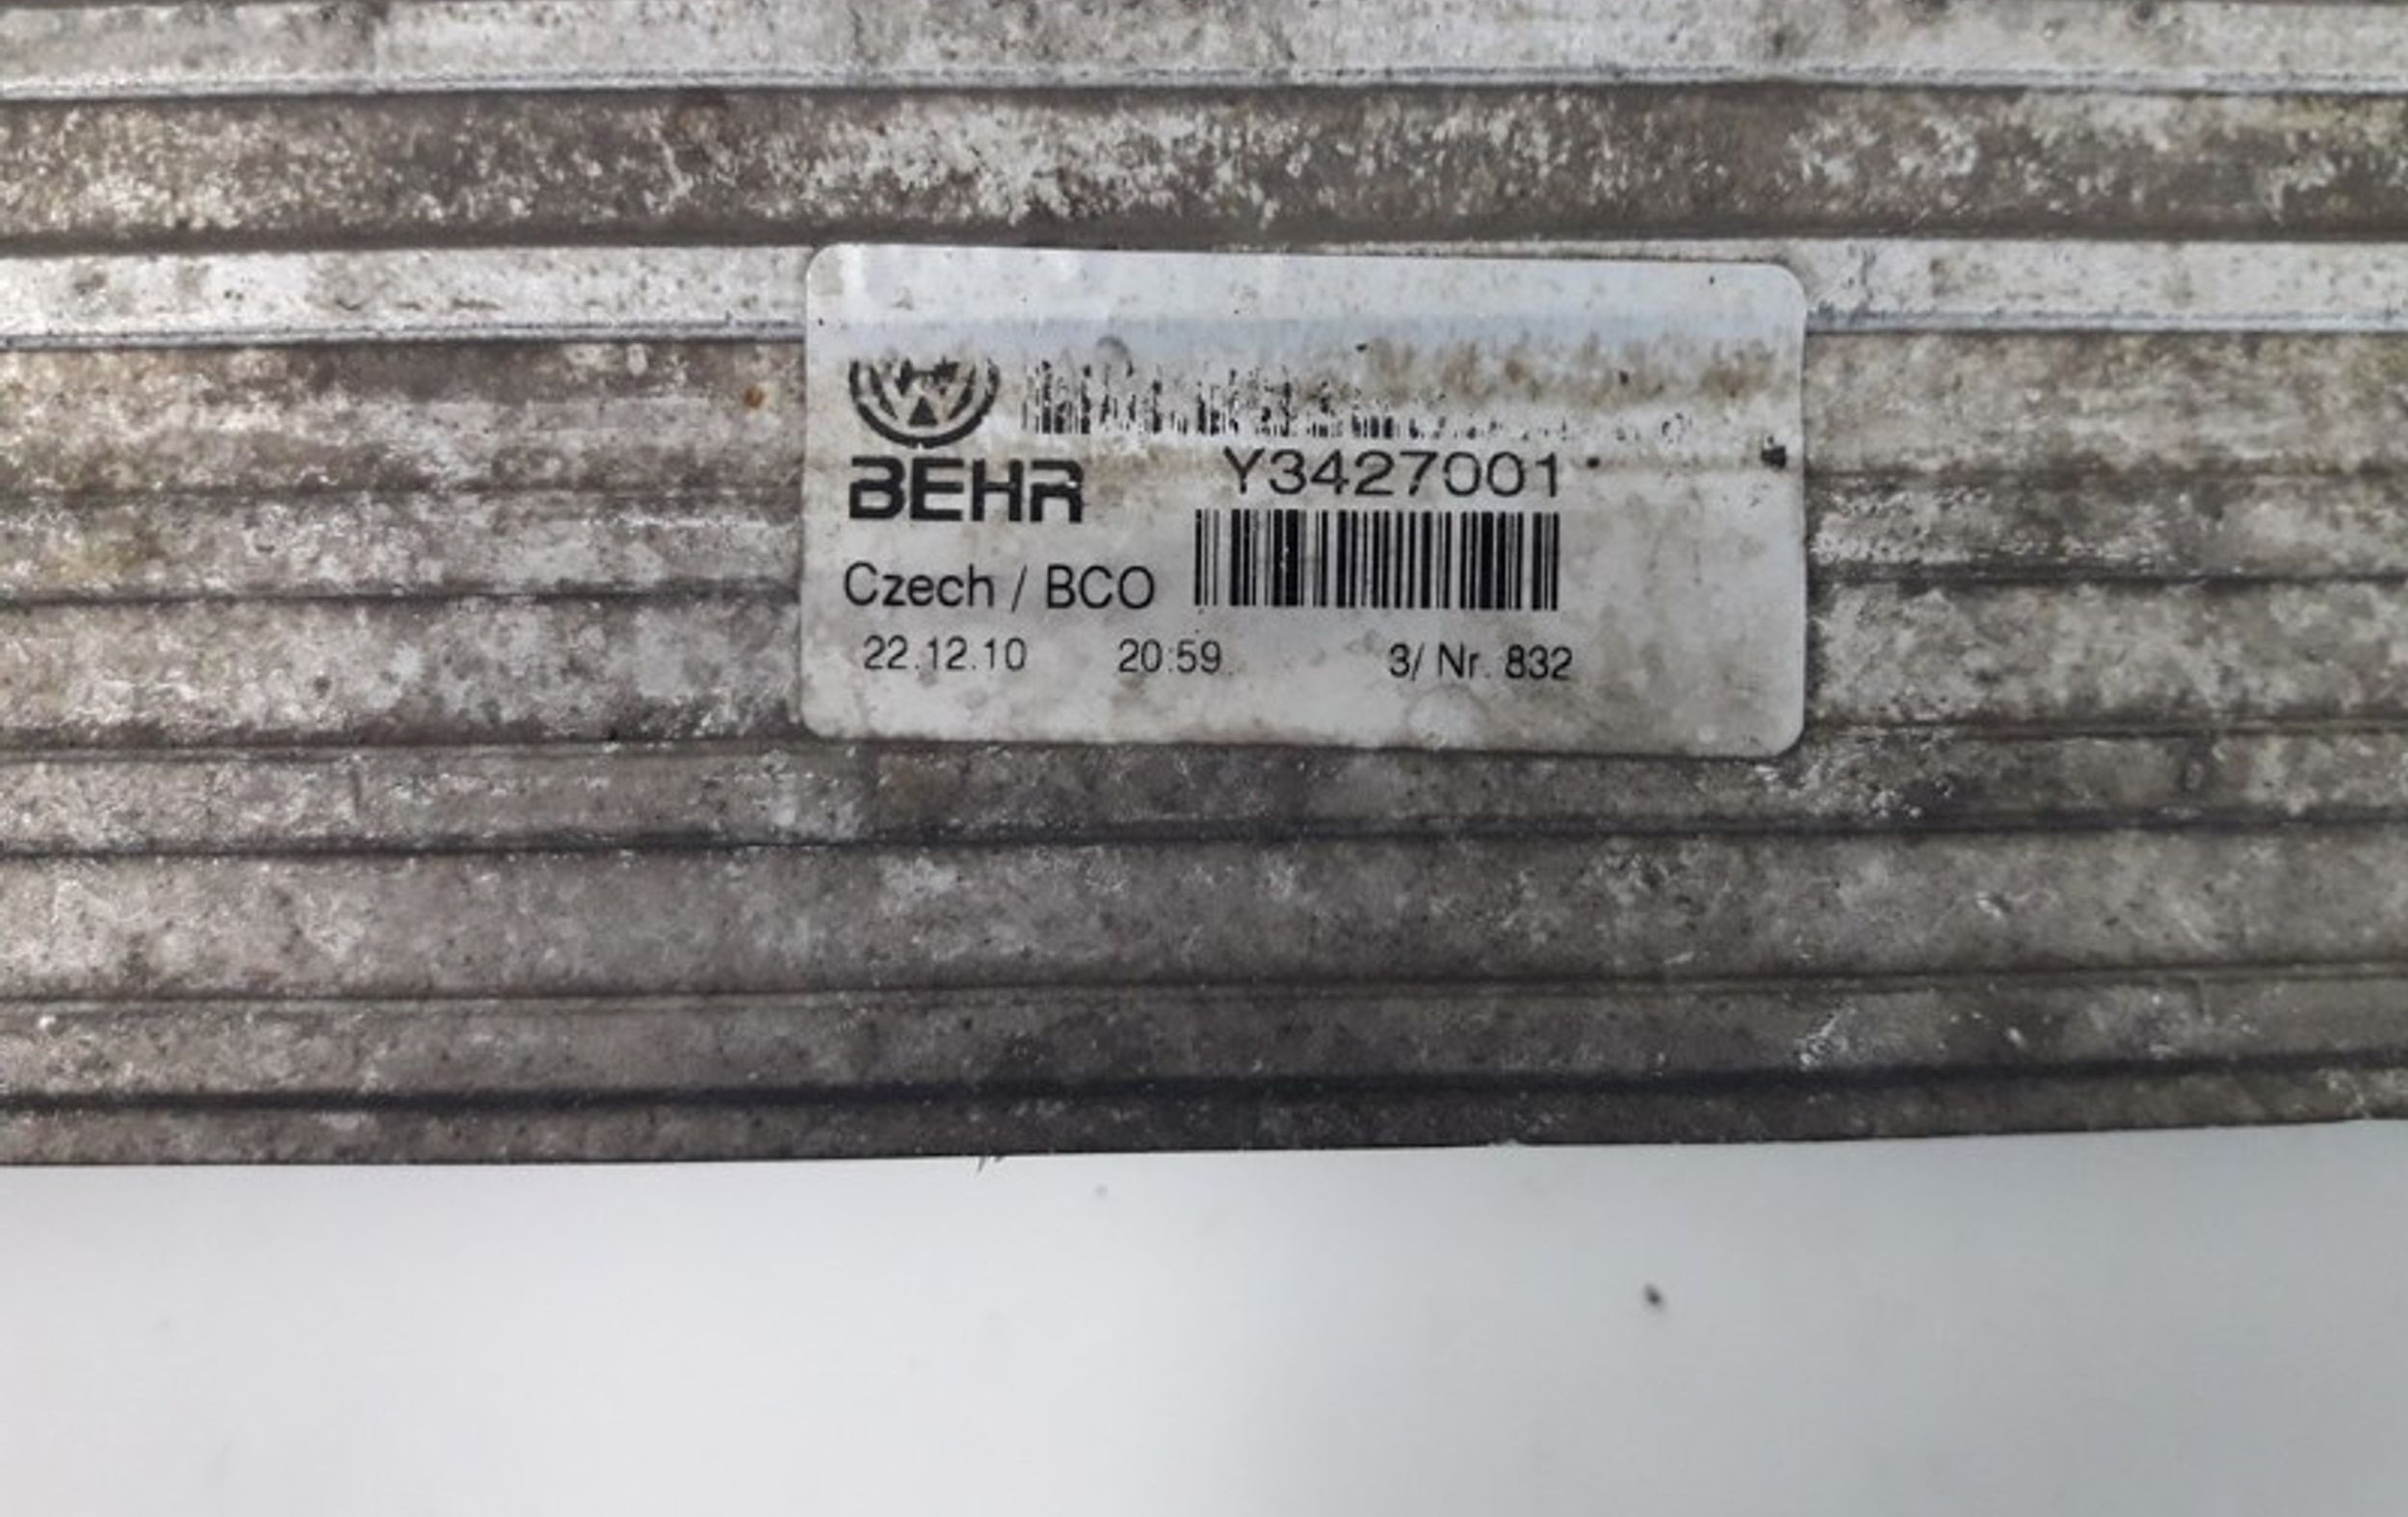 BEHR Y3427001
Czech / BCO
22.12.10 20:59 3/ Nr. 832